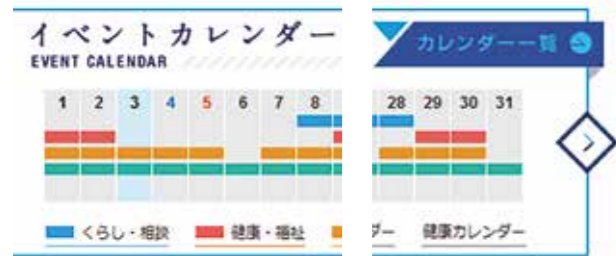 イベントカレンダー
カレンダー一覧
EVENT CALENDAR
1 2 3 4 5 6 7 8 28 29 30 31
くらし・相談 健康・福祉 ダー 健康カレンダー